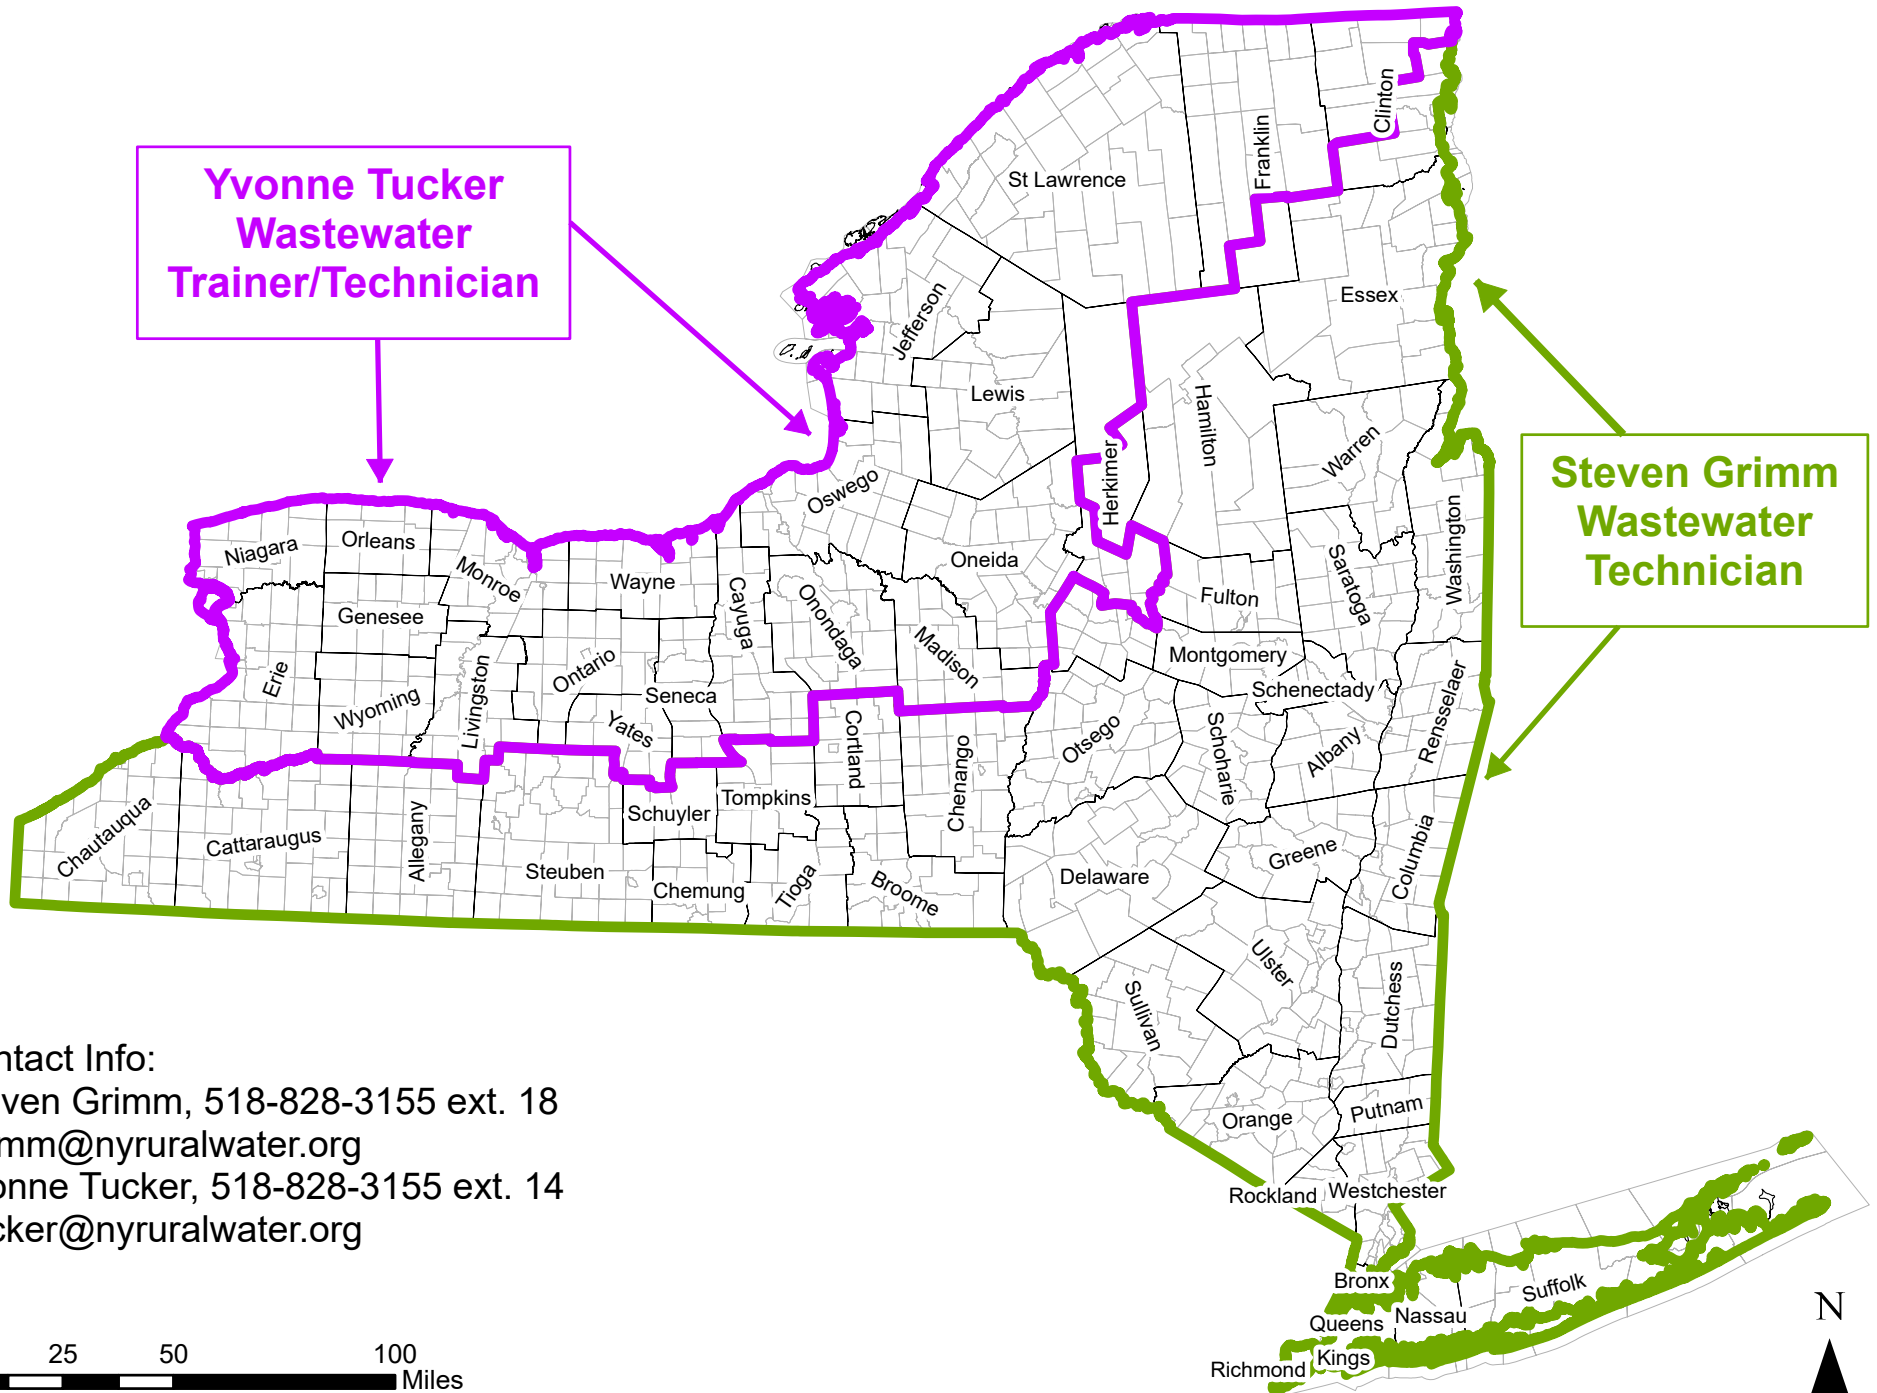 Yvonne Tucker
Wastewater
Trainer/Technician
Steven Grimm
Wastewater
Technician
Clinton
Franklin
St Lawrence
Essex
Jefferson
Lewis
Hamilton
Herkimer
Warren
Washington
Oswego
Oneida
Saratoga
Fulton
Niagara
Orleans
Monroe
Wayne
Cayuga
Onondaga
Madison
Genesee
Montgomery
Schenectady
Rensselaer
Erie
Wyoming
Livingston
Ontario
Seneca
Yates
Cortland
Chenango
Otsego
Schoharie
Albany
Chautauqua
Cattaraugus
Allegany
Steuben
Schuyler
Tompkins
Chemung
Tioga
Broome
Delaware
Greene
Columbia
Ulster
Sullivan
Dutchess
Orange
Putnam
Rockland
Westchester
Bronx
Queens
Nassau
Suffolk
Richmond
Kings
ntact Info:
ven Grimm, 518-828-3155 ext. 18
mm@nyruralwater.org
onne Tucker, 518-828-3155 ext. 14
cker@nyruralwater.org
25 50 100
Miles
N